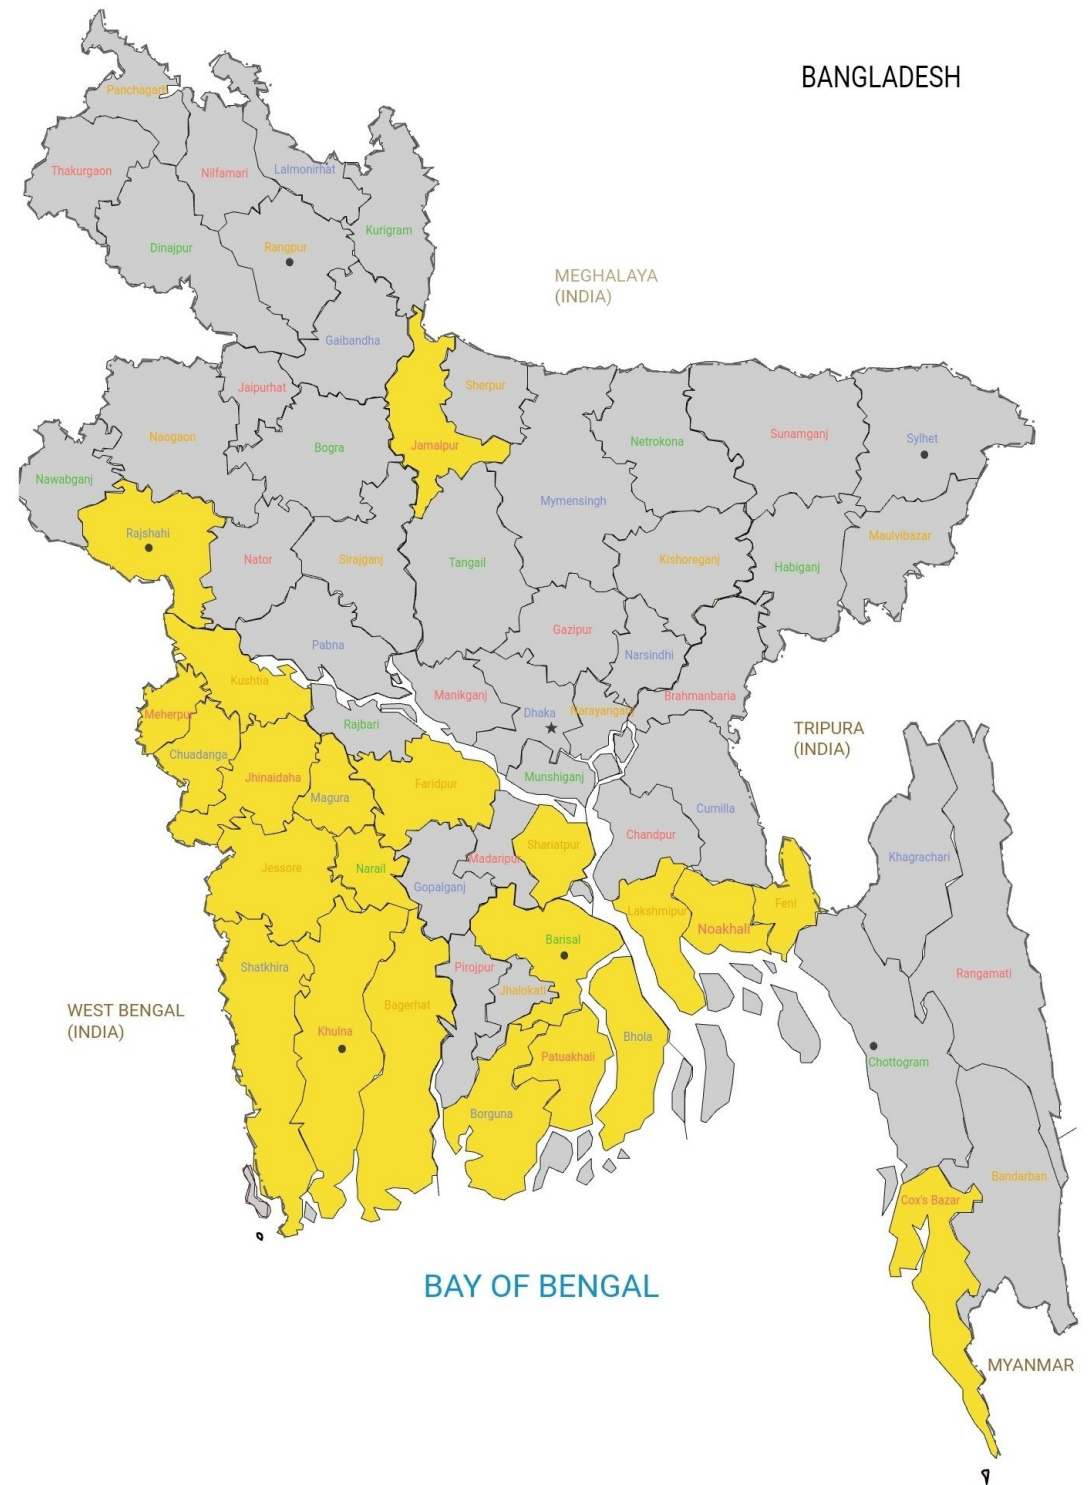 BANGLADESH
Panchagarh
Thakurgaon
Nilfamari
Lalmonirhat
Kurigram
Dinajpur
Rangpur
MEGHALAYA
(INDIA)
Gaibandha
Jaipurhat
Sherpur
Naogaon
Bogra
Jamalpur
Netrokona
Sunamganj
Sylhet
Nawabganj
Mymensingh
Rajshahi
Nator
Sirajganj
Tangail
Kishoreganj
Habiganj
Maulvibazar
Gazipur
Pabna
Narsindhi
Kushtia
Manikganj
Brahmanbaria
Meherpur
Rajbari
Dhaka
Narayanganj
TRIPURA
(INDIA)
Chuadanga
Jhinaidaha
Magura
Faridpur
Munshiganj
Cumilla
Chandpur
Shariatpur
Madaripur
Khagrachari
Jessore
Narail
Gopalganj
Lakshmipur
Noakhali
Feni
Barisal
Shatkhira
Pirojpur
Jhalokati
Rangamati
WEST BENGAL
(INDIA)
Bagerhat
Khulna
Bhola
Patuakhali
Chottogram
Borguna
Bandarban
Cox's Bazar
BAY OF BENGAL
MYANMAR